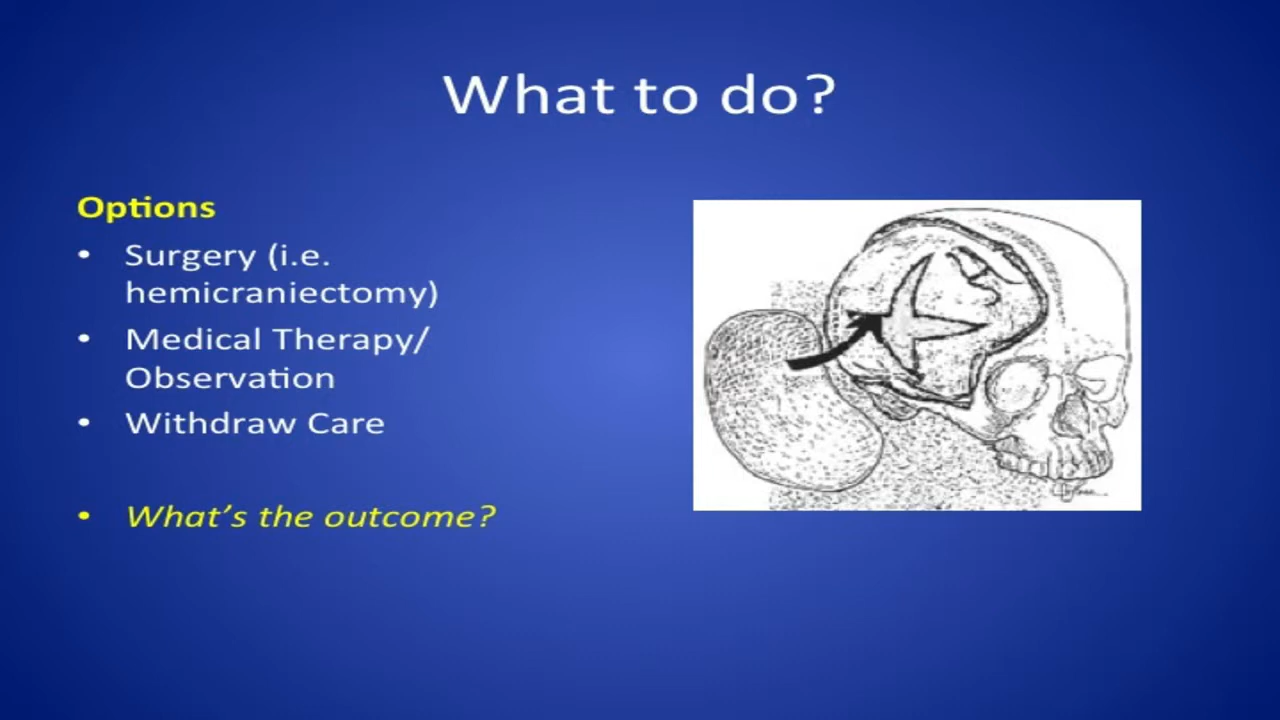 What to do?
Options
• Surgery (i.e.
hemicraniectomy)
• Medical Therapy/
Observation
• Withdraw Care
• What's the outcome?